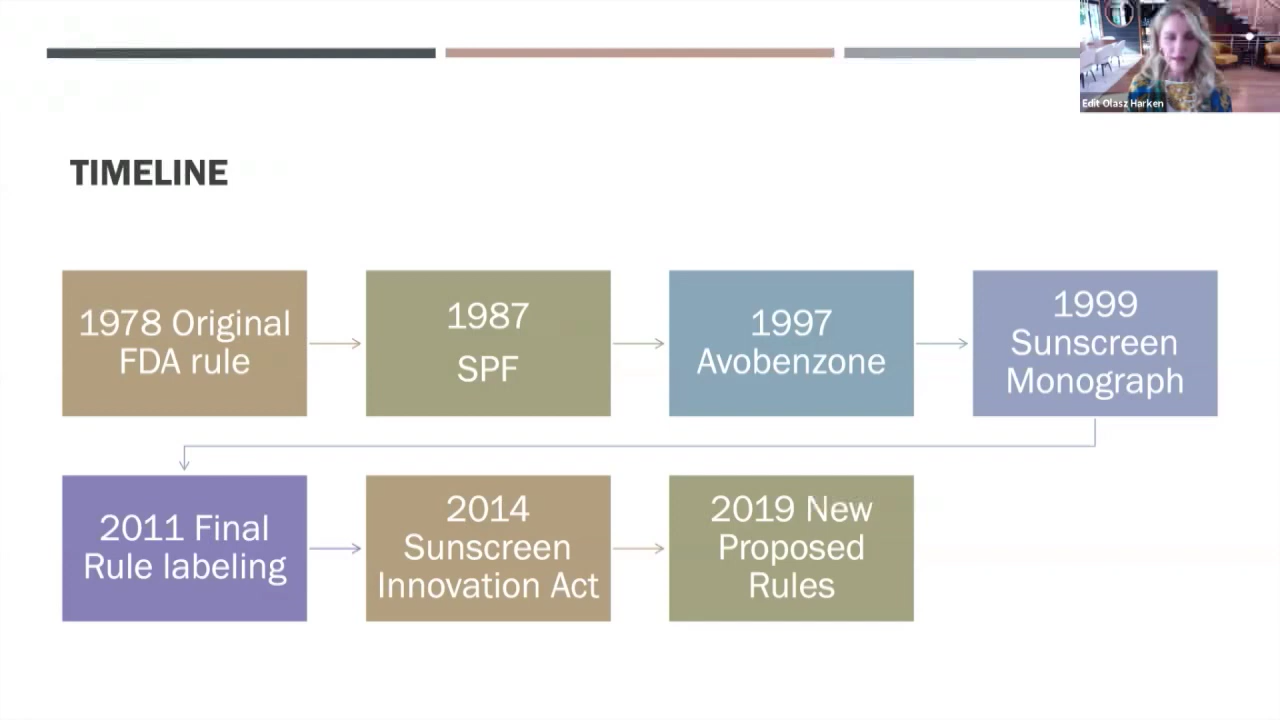 Edit Olasz Harken
TIMELINE
1978 Original
FDA rule
1987
SPF
1997
Avobenzone
1999
Sunscreen
Monograph
2011 Final
Rule labeling
2014
Sunscreen
Innovation Act
2019 New
Proposed
Rules